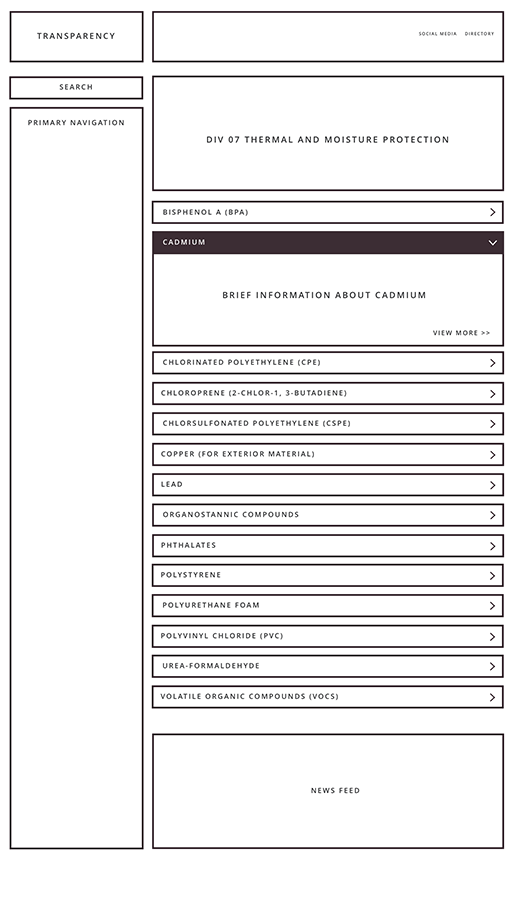 TRANSPARENCY
SOCIAL MEDIA DIRECTORY
SEARCH
PRIMARY NAVIGATION
DIV 07 THERMAL AND MOISTURE PROTECTION
BISPHENOL A (BPA)
CADMIUM
BRIEF INFORMATION ABOUT CADMIUM
VIEW MORE >>
CHLORINATED POLYETHYLENE (CPE)
CHLOROPRENE (2-CHLOR-1, 3-BUTADIENE)
CHLORSULFONATED POLYETHYLENE (CSPE)
COPPER (FOR EXTERIOR MATERIAL)
LEAD
ORGANOSTANNIC COMPOUNDS
PHTHALATES
POLYSTYRENE
POLYURETHANE FOAM
POLYVINYL CHLORIDE (PVC)
UREA-FORMALDEHYDE
VOLATILE ORGANIC COMPOUNDS (VOCS)
NEWS FEED